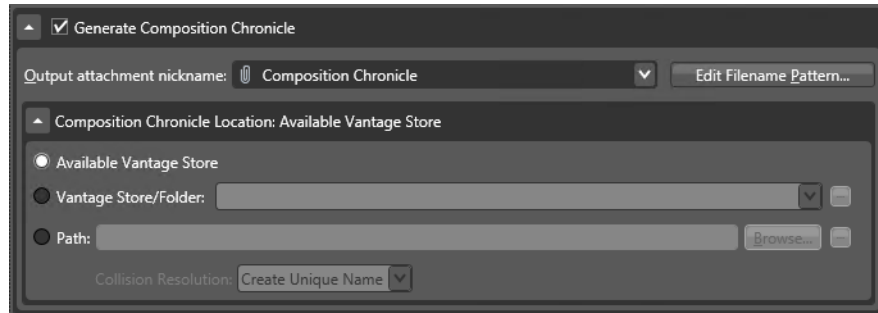 Generate Composition Chronicle
Output attachment nickname: Composition Chronicle Edit Filename Pattern...
Composition Chronicle Location: Available Vantage Store
Available Vantage Store
Vantage Store/Folder:
Path: Browse...
Collision Resolution: Create Unique Name